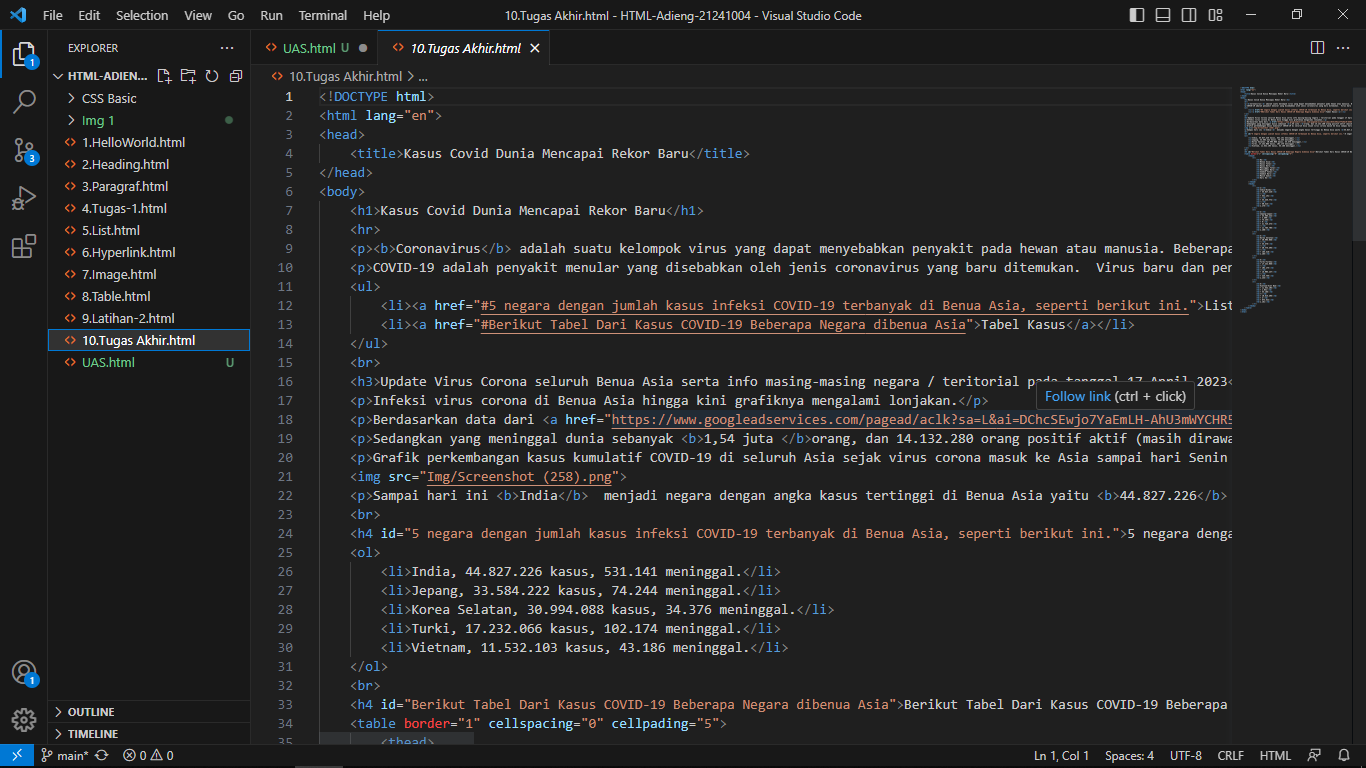 File Edit Selection View Go Run Terminal Help
10.Tugas Akhir.html - HTML-Adieng-21241004 - Visual Studio Code
EXPLORER
HTML-ADIEN...
CSS Basic
Img 1
1.HelloWorld.html
2.Heading.html
3.Paragraf.html
4.Tugas-1.html
5.List.html
6.Hyperlink.html
7.Image.html
8.Table.html
9.Latihan-2.html
10.Tugas Akhir.html
UAS.html U
OUTLINE
TIMELINE
1
3
1
UAS.html U
10.Tugas Akhir.html
10.Tugas Akhir.html > ...
1 <!DOCTYPE html>
2 <html lang="en">
3 <head>
4 <title>Kasus Covid Dunia Mencapai Rekor Baru</title>
5 </head>
6 <body>
7 <h1>Kasus Covid Dunia Mencapai Rekor Baru</h1>
8 <hr>
9 <p><b>Coronavirus</b> adalah suatu kelompok virus yang dapat menyebabkan penyakit pada hewan atau manusia. Beberapa
10 <p>COVID-19 adalah penyakit menular yang disebabkan oleh jenis coronavirus yang baru ditemukan.  Virus baru dan pen
11 <ul>
12 <li><a href="#5 negara dengan jumlah kasus infeksi COVID-19 terbanyak di Benua Asia, seperti berikut ini.">List
13 <li><a href="#Berikut Tabel Dari Kasus COVID-19 Beberapa Negara dibenua Asia">Tabel Kasus</a></li>
14 </ul>
15 <br>
16 <h3>Update Virus Corona seluruh Benua Asia serta info masing-masing negara / teritorial pada tanggal 17 April 2023<
17 <p>Infeksi virus corona di Benua Asia hingga kini grafiknya mengalami lonjakan.</p>
18 <p>Berdasarkan data dari <a href="https://www.googleadservices.com/pagead/aclk?sa=L&ai=DChcSEwjo7YaEmLH-AhU3mWYCHR5
19 <p>Sedangkan yang meninggal dunia sebanyak <b>1,54 juta </b>orang, dan 14.132.280 orang positif aktif (masih dirawa
20 <p>Grafik perkembangan kasus kumulatif COVID-19 di seluruh Asia sejak virus corona masuk ke Asia sampai hari Senin
21 <img src="Img/Screenshot (258).png">
22 <p>Sampai hari ini <b>India</b>  menjadi negara dengan angka kasus tertinggi di Benua Asia yaitu <b>44.827.226</b>
23 <br>
24 <h4 id="5 negara dengan jumlah kasus infeksi COVID-19 terbanyak di Benua Asia, seperti berikut ini.">5 negara denga
25 <ol>
26 <li>India, 44.827.226 kasus, 531.141 meninggal.</li>
27 <li>Jepang, 33.584.222 kasus, 74.244 meninggal.</li>
28 <li>Korea Selatan, 30.994.088 kasus, 34.376 meninggal.</li>
29 <li>Turki, 17.232.066 kasus, 102.174 meninggal.</li>
30 <li>Vietnam, 11.532.103 kasus, 43.186 meninggal.</li>
31 </ol>
32 <br>
33 <h4 id="Berikut Tabel Dari Kasus COVID-19 Beberapa Negara dibenua Asia">Berikut Tabel Dari Kasus COVID-19 Beberapa
34 <table border="1" cellspacing="0" cellpading="5">
35 <thead>
Follow link (ctrl + click)
main* 0 0
Ln 1, Col 1 Spaces: 4 UTF-8 CRLF HTML